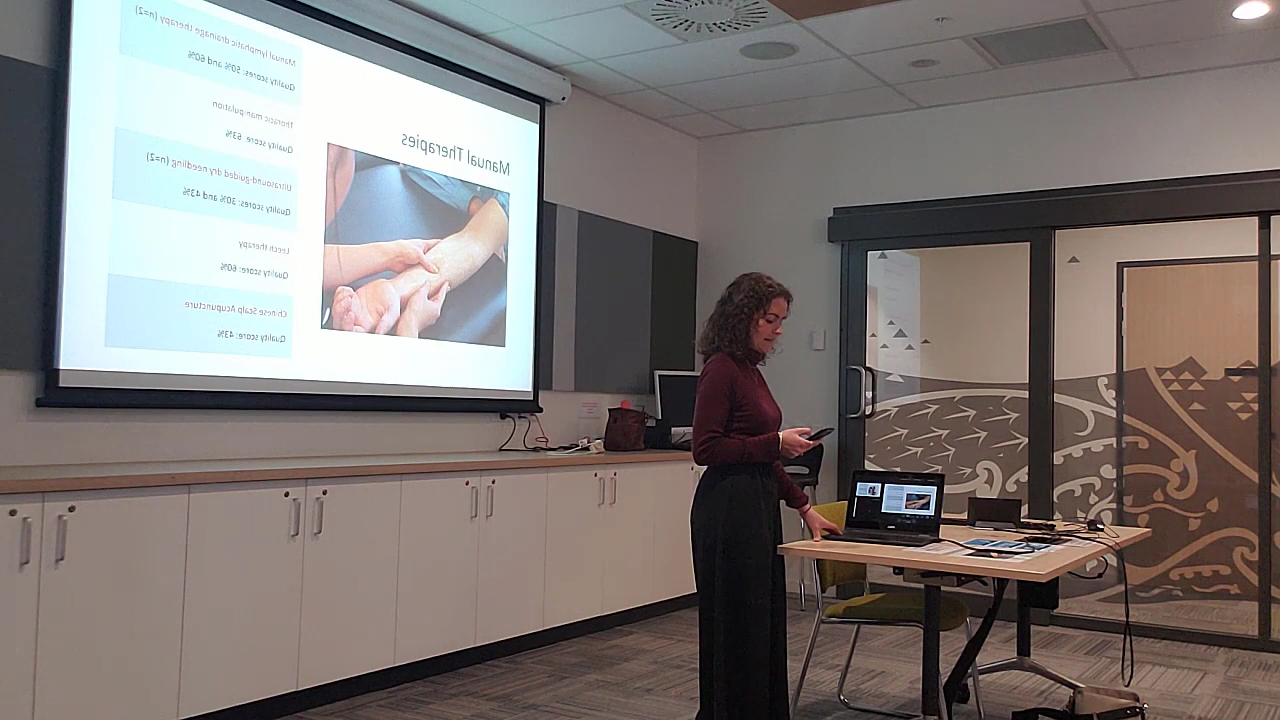 Manual Therapies
Manual lymphatic drainage therapy (n=2)
Quality scores: 50% and 60%
Thoracic manipulation
Quality score: 63%
Ultrasound-guided dry needling (n=2)
Quality scores: 30% and 43%
Leech therapy
Quality score: 60%
Chinese Scalp Acupuncture
Quality score: 43%